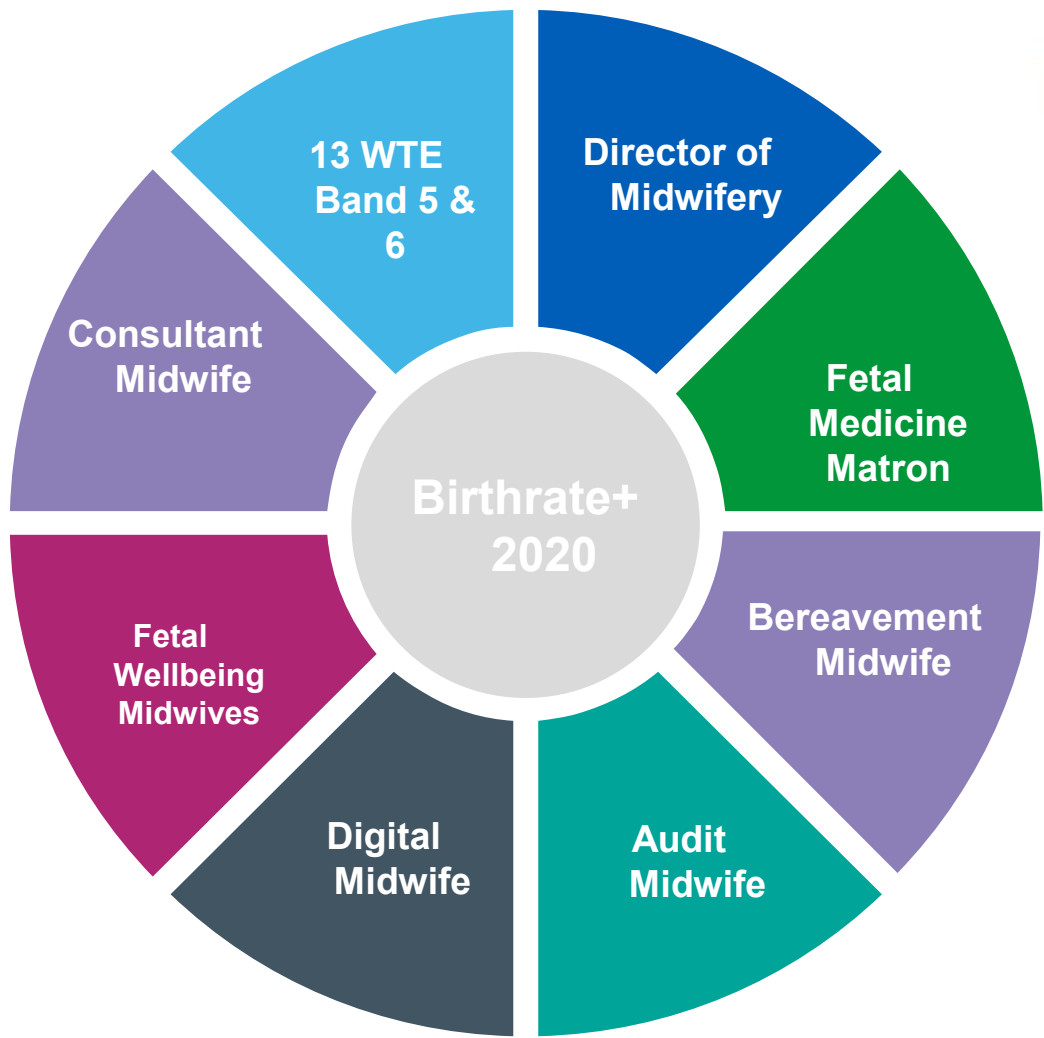 13 WTE
Band 5 &
6
Director of
Midwifery
Fetal
Medicine
Matron
Bereavement
Midwife
Audit
Midwife
Digital
Midwife
Fetal
Wellbeing
Midwives
Consultant
Midwife
Birthrate+
2020